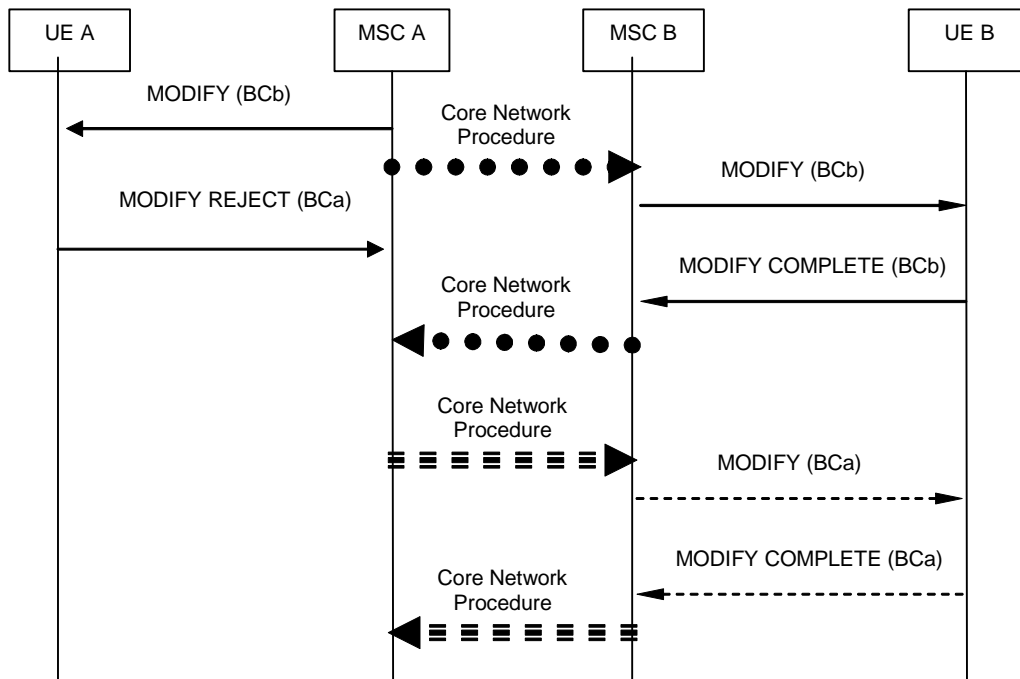 UE A
MSC A
MSC B
UE B
MODIFY (BCb)
Core Network
Procedure
MODIFY (BCb)
MODIFY REJECT (BCa)
MODIFY COMPLETE (BCb)
Core Network
Procedure
Core Network
Procedure
MODIFY (BCa)
MODIFY COMPLETE (BCa)
Core Network
Procedure